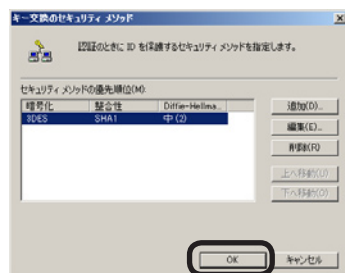 キー交換のセキュリティ メソッド
認証のときに ID を保護するセキュリティ メソッドを指定します。
セキュリティ メソッドの優先順位(M):
暗号化 整合性 Diffie-Hellma...
3DES SHA1 中 (2)
追加(D)...
編集(E)...
削除(R)
上へ移動(U)
下へ移動(O)
OK キャンセル